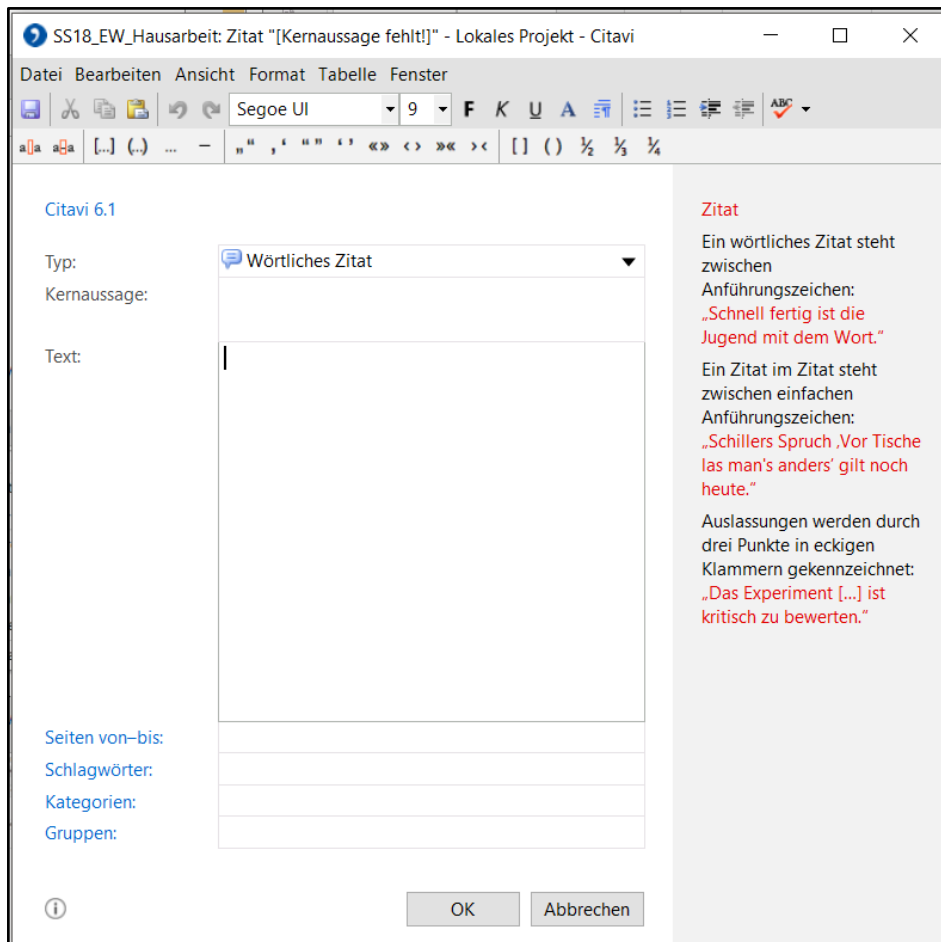 SS18_EW_Hausarbeit: Zitat "[Kernaussage fehlt!]" - Lokales Projekt - Citavi
Datei Bearbeiten Ansicht Format Tabelle Fenster
Segoe UI 9 F K U A ABC
a[]a a[]a [...] (..) ... – „“ ‚‘ “” ‘’ «» ‹› »« ›‹ [ ] ( ) ½ ⅓ ¼
Citavi 6.1
Typ: Wörtliches Zitat
Kernaussage:
Text:
Seiten von–bis:
Schlagwörter:
Kategorien:
Gruppen:
OK Abbrechen
Zitat
Ein wörtliches Zitat steht
zwischen
Anführungszeichen:
„Schnell fertig ist die
Jugend mit dem Wort.“
Ein Zitat im Zitat steht
zwischen einfachen
Anführungszeichen:
„Schillers Spruch ‚Vor Tische
las man's anders‘ gilt noch
heute.“
Auslassungen werden durch
drei Punkte in eckigen
Klammern gekennzeichnet:
„Das Experiment [...] ist
kritisch zu bewerten.“